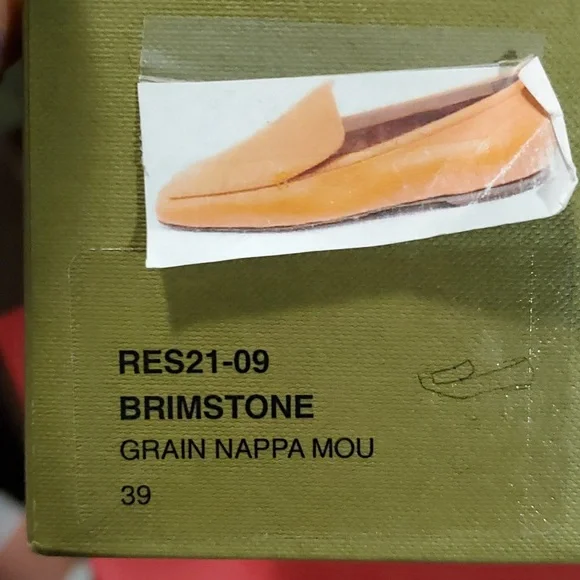 RES21-09
BRIMSTONE
GRAIN NAPPA MOU
39